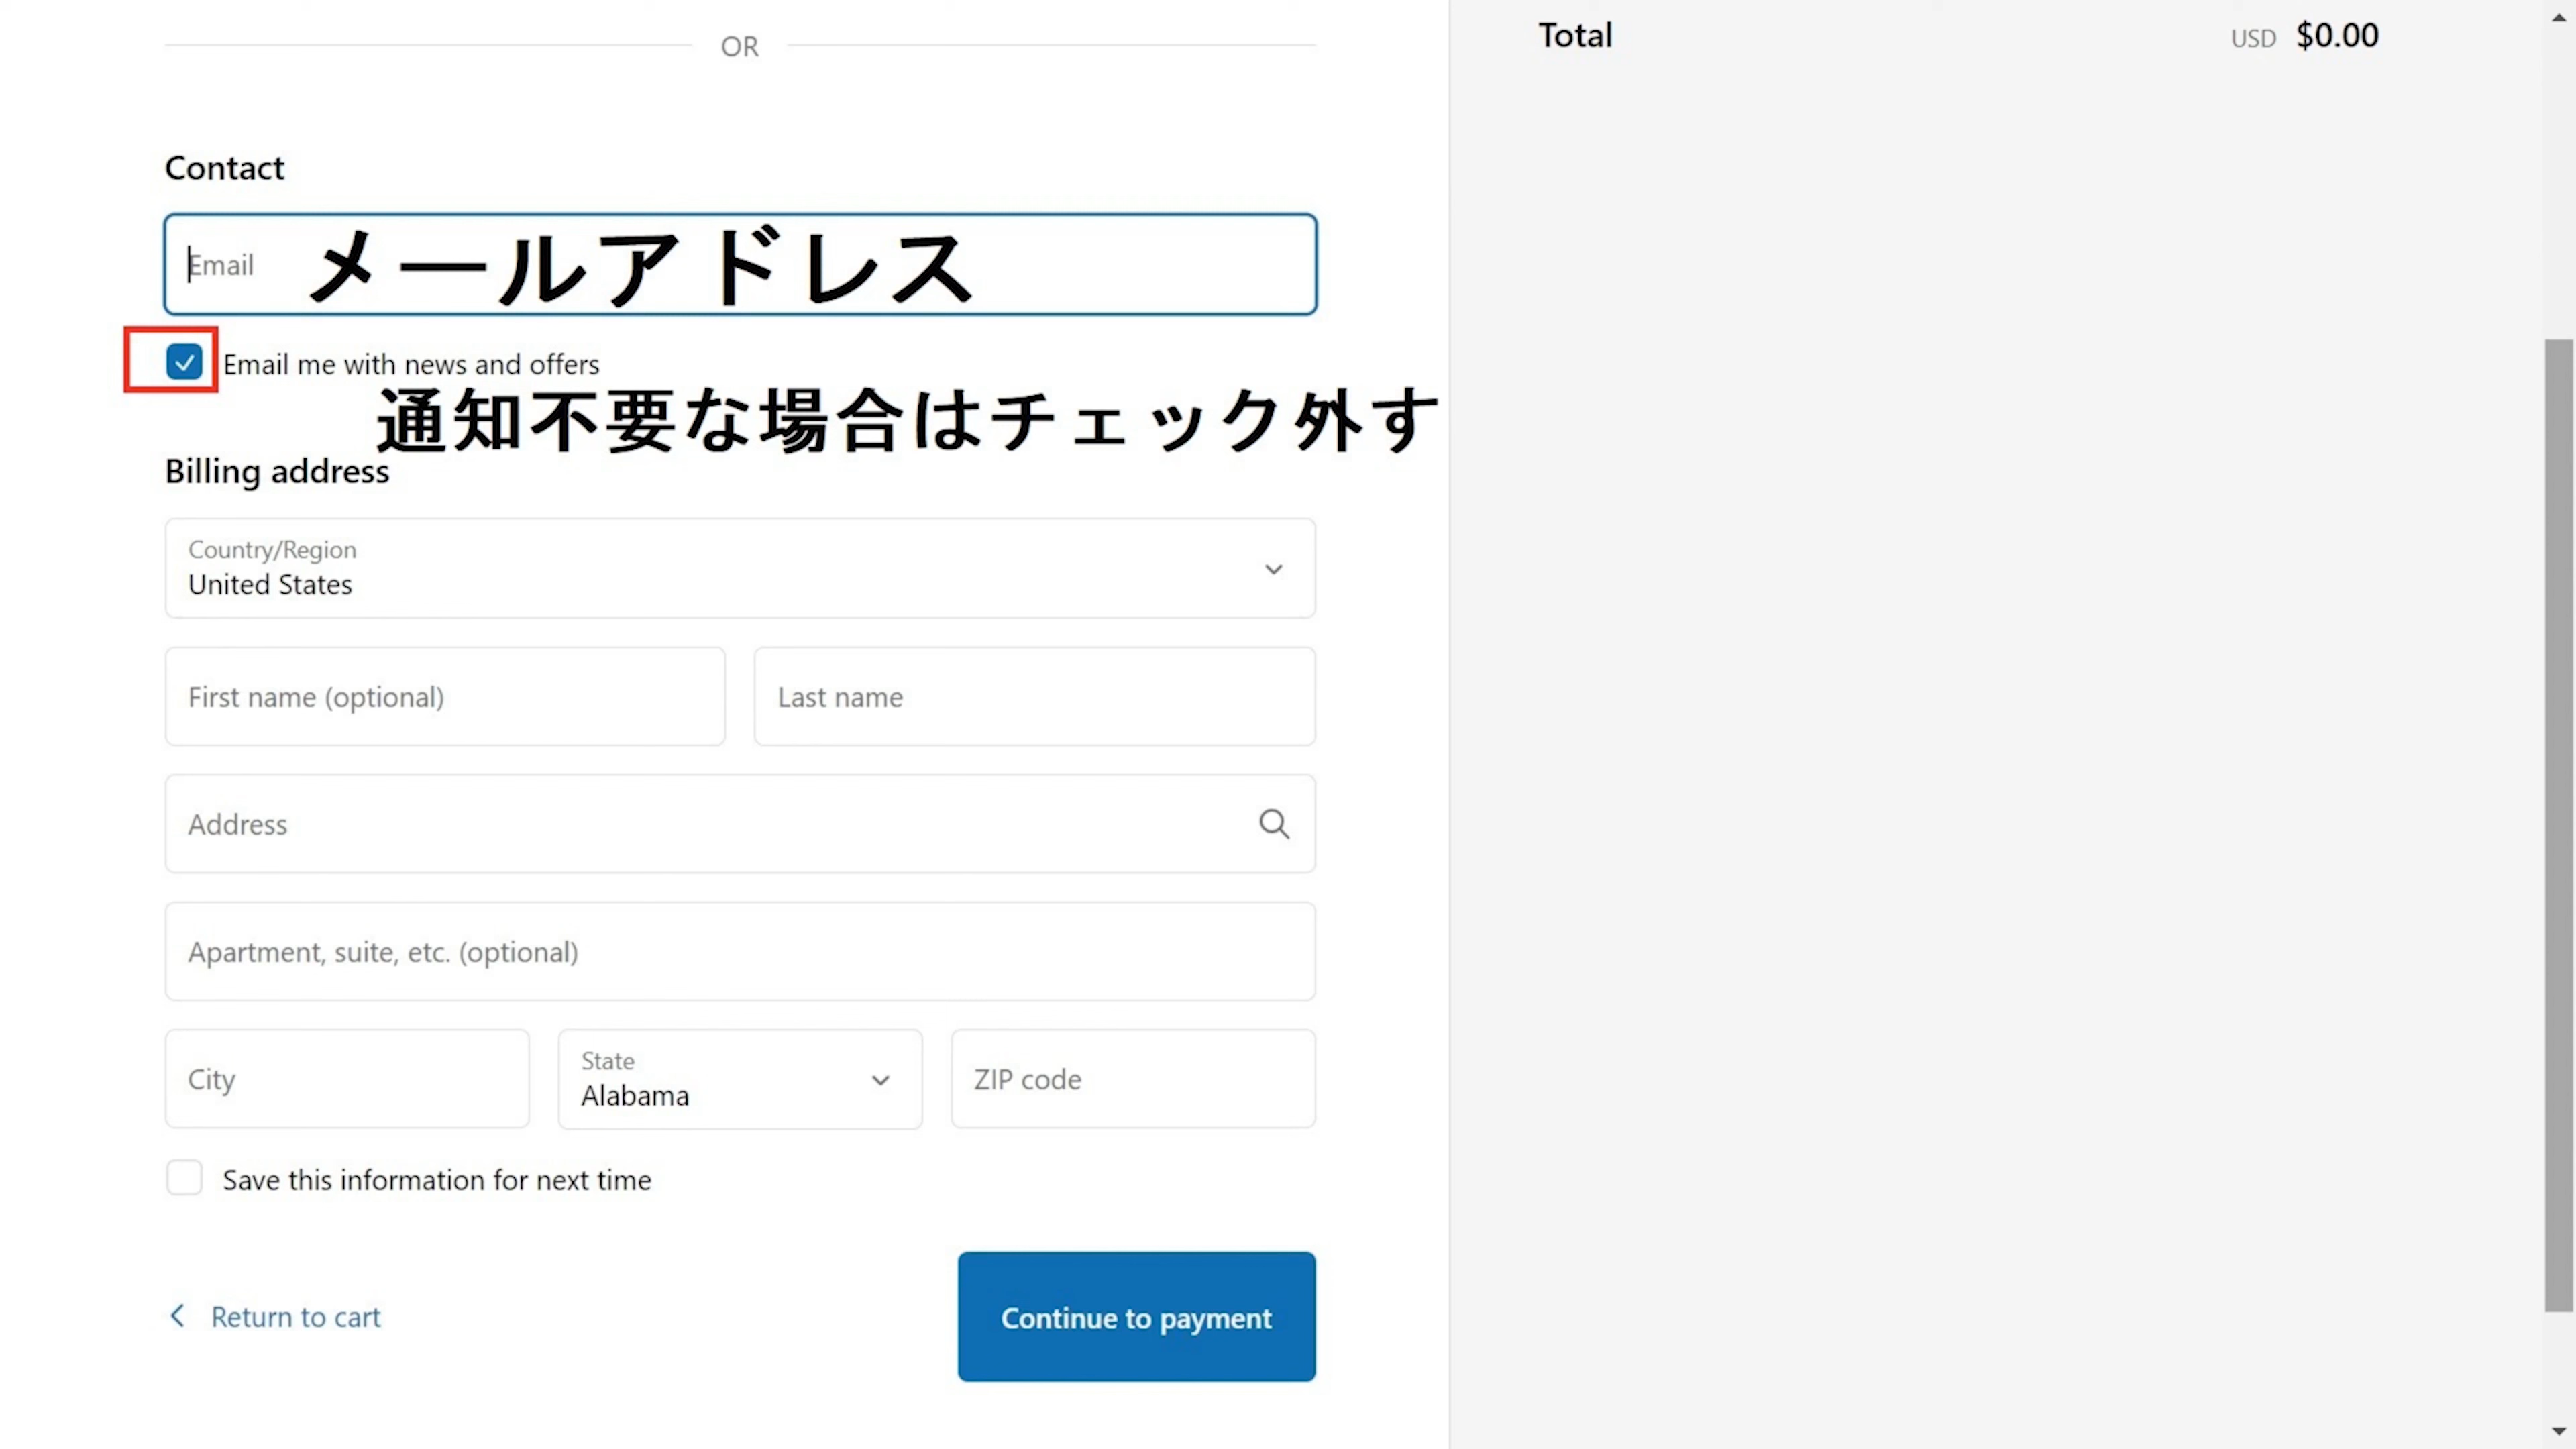 Total USD $0.00
OR
Contact
Email メールアドレス
Email me with news and offers
通知不要な場合はチェック外す
Billing address
Country/Region
United States
First name (optional) Last name
Address
Apartment, suite, etc. (optional)
City State Alabama ZIP code
Save this information for next time
Return to cart Continue to payment